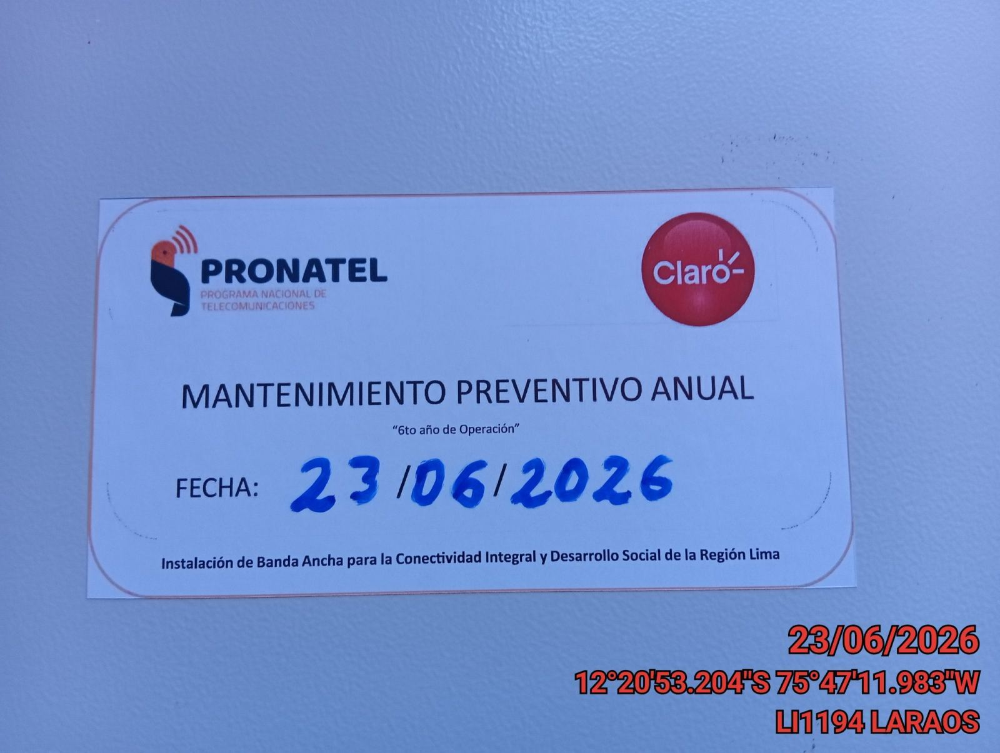 PRONATEL
PROGRAMA NACIONAL DE
TELECOMUNICACIONES
Claro
MANTENIMIENTO PREVENTIVO ANUAL
“6to año de Operación”
FECHA: 23/06/2026
Instalación de Banda Ancha para la Conectividad Integral y Desarrollo Social de la Región Lima
23/06/2026
12°20'53.204"S 75°47'11.983"W
LI1194 LARAOS